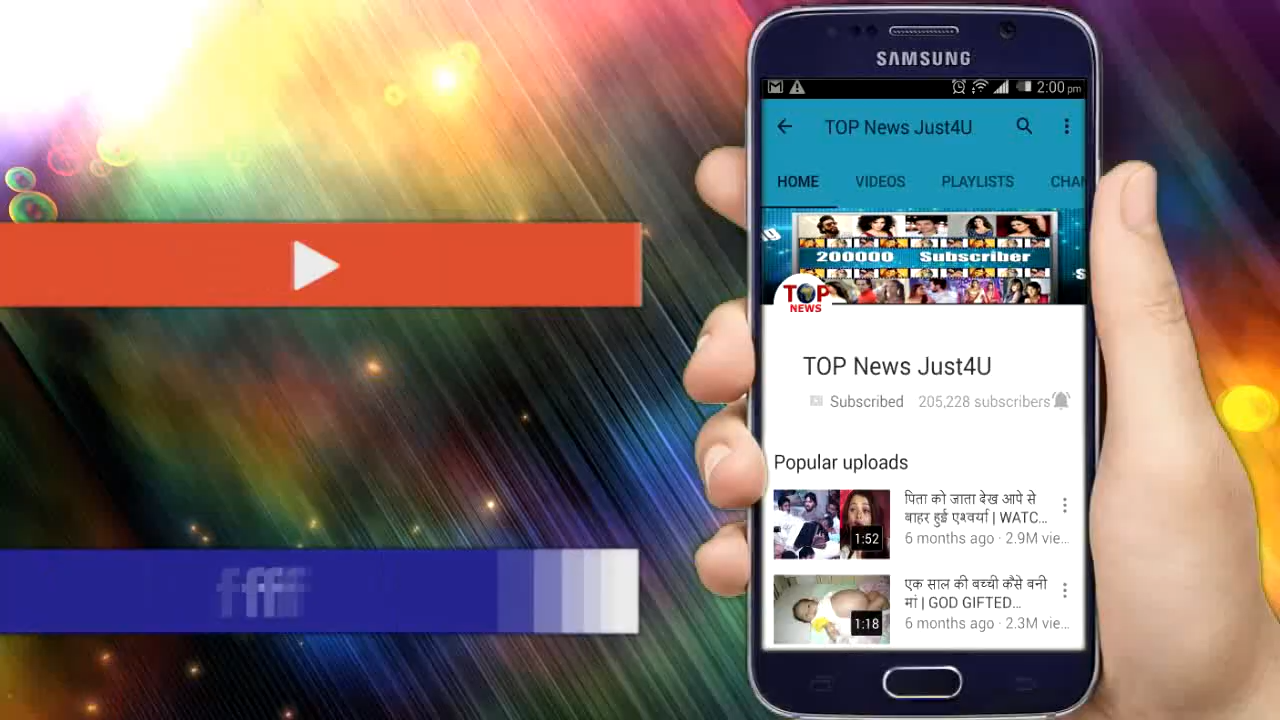 SAMSUNG
2:00 pm
TOP News Just4U
HOME VIDEOS PLAYLISTS CHAN
200000 Subscriber
TOP
NEWS
TOP News Just4U
Subscribed 205,228 subscribers
Popular uploads
पिता को जाता देख आपे से
बाहर हुई एश्वर्या | WATC...
6 months ago · 2.9M vie...
1:52
एक साल की बच्ची कैसे बनी
मां | GOD GIFTED...
6 months ago · 2.3M vie...
1:18